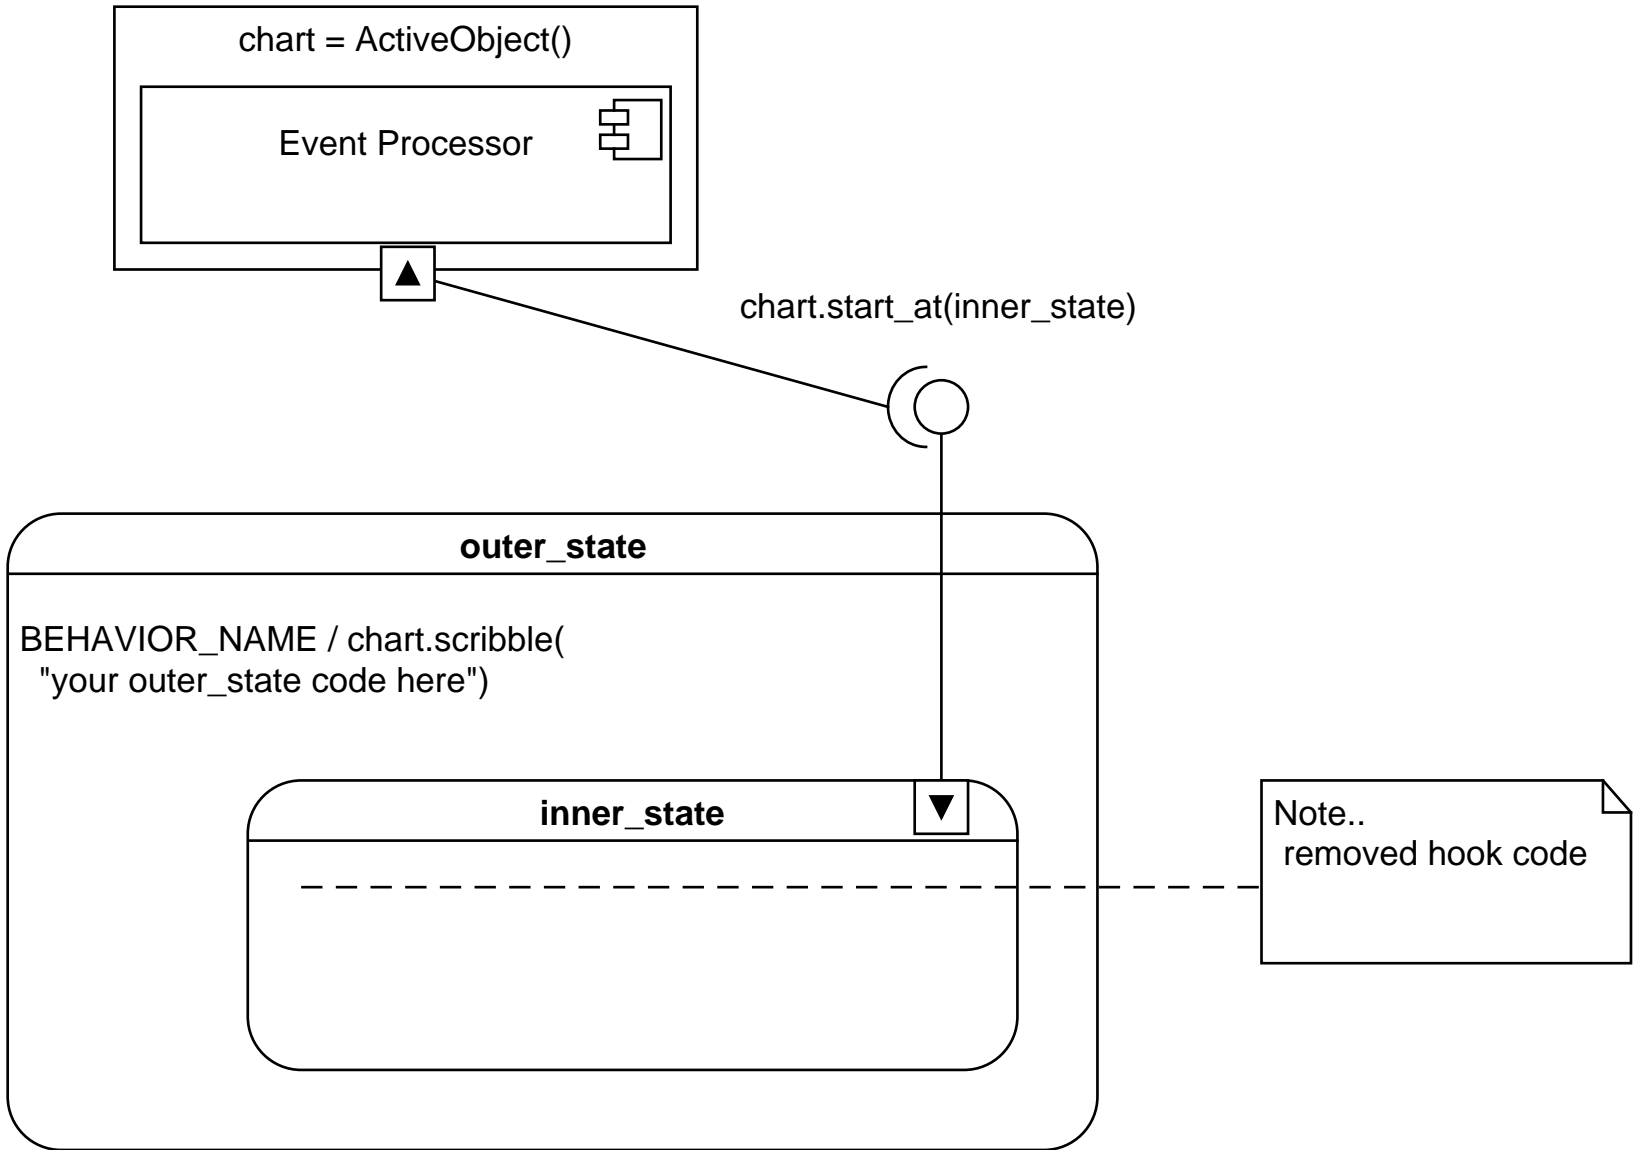 chart = ActiveObject()
Event Processor
chart.start_at(inner_state)
outer_state
BEHAVIOR_NAME / chart.scribble(
"your outer_state code here")
inner_state
Note..
removed hook code